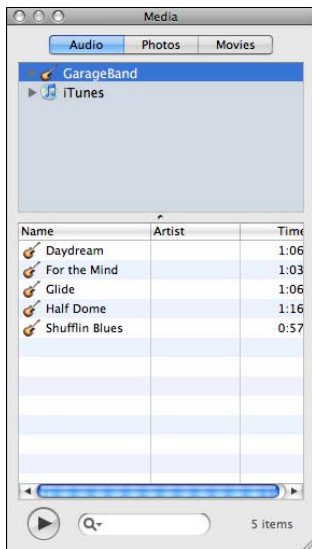 Media
Audio Photos Movies
GarageBand
iTunes
Name Artist Time
Daydream 1:06
For the Mind 1:03
Glide 1:06
Half Dome 1:16
Shufflin Blues 0:57
5 items